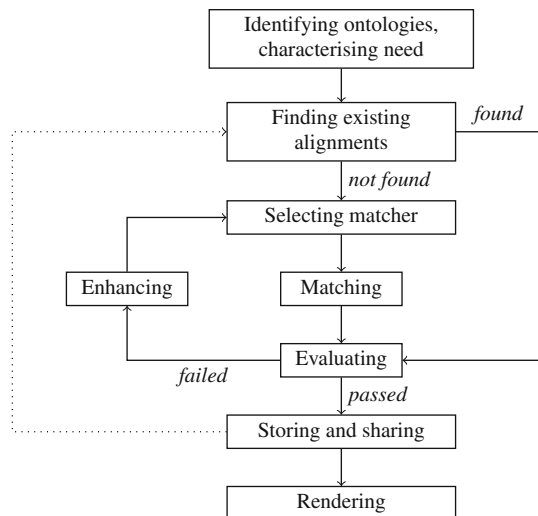 Identifying ontologies,
characterising need
Finding existing
alignments
found
not found
Selecting matcher
Enhancing
Matching
Evaluating
failed
passed
Storing and sharing
Rendering